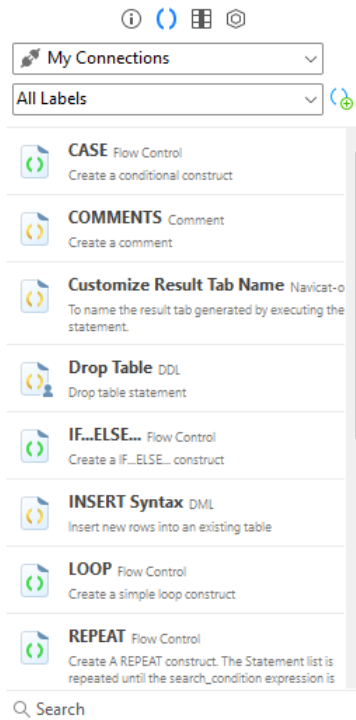 My Connections
All Labels
CASE Flow Control
Create a conditional construct
COMMENTS Comment
Create a comment
Customize Result Tab Name Navicat-o
To name the result tab generated by executing the
statement.
Drop Table DDL
Drop table statement
IF...ELSE... Flow Control
Create a IF...ELSE... construct
INSERT Syntax DML
Insert new rows into an existing table
LOOP Flow Control
Create a simple loop construct
REPEAT Flow Control
Create A REPEAT construct. The Statement list is
repeated until the search_condition expression is
Search